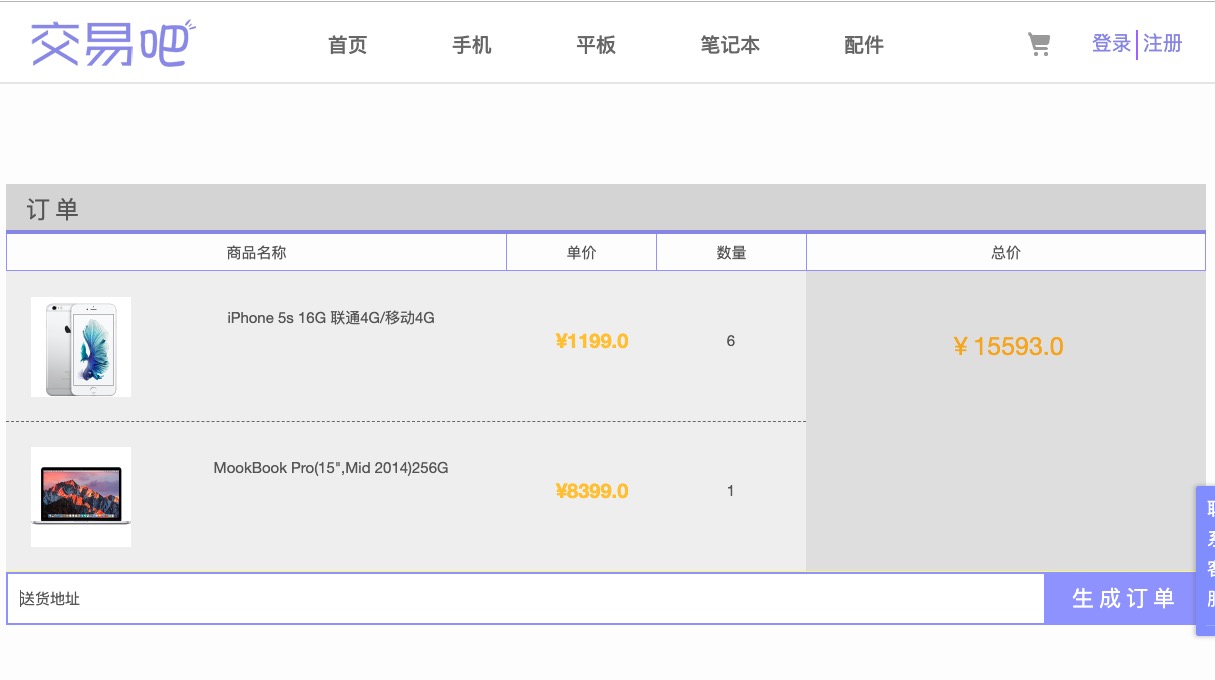 交易吧
首页 手机 平板 笔记本 配件 登录 注册
订单
商品名称 单价 数量 总价
iPhone 5s 16G 联通4G/移动4G ¥1199.0 6 ¥ 15593.0
MookBook Pro(15",Mid 2014)256G ¥8399.0 1
送货地址 生成订单
联系客服